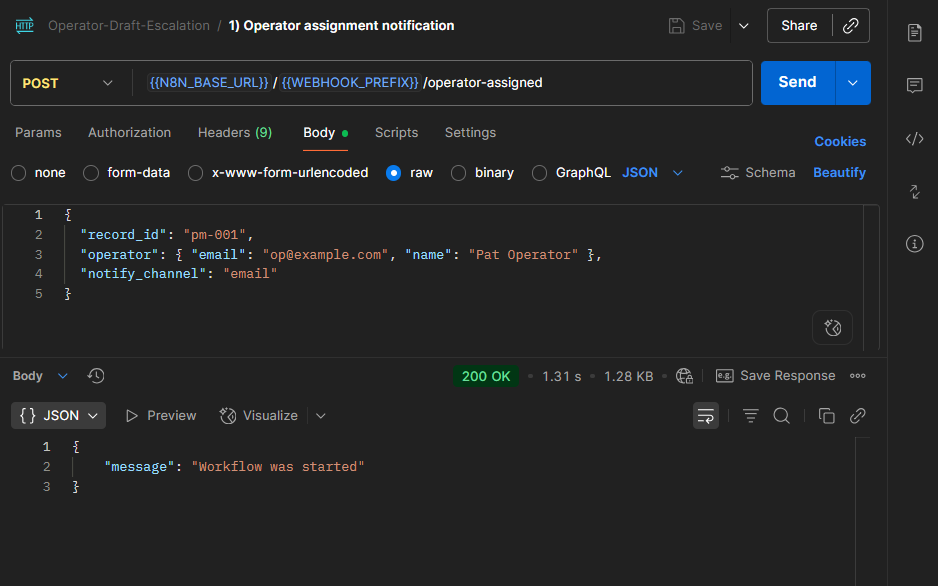 HTTP Operator-Draft-Escalation / 1) Operator assignment notification Save Share
POST {{N8N_BASE_URL}} / {{WEBHOOK_PREFIX}} /operator-assigned Send
Params Authorization Headers (9) Body Scripts Settings Cookies
none form-data x-www-form-urlencoded raw binary GraphQL JSON Schema Beautify
1 {
2 "record_id": "pm-001",
3 "operator": { "email": "op@example.com", "name": "Pat Operator" },
4 "notify_channel": "email"
5 }
Body 200 OK • 1.31 s • 1.28 KB • e.g. Save Response
{} JSON Preview Visualize
1 {
2 "message": "Workflow was started"
3 }